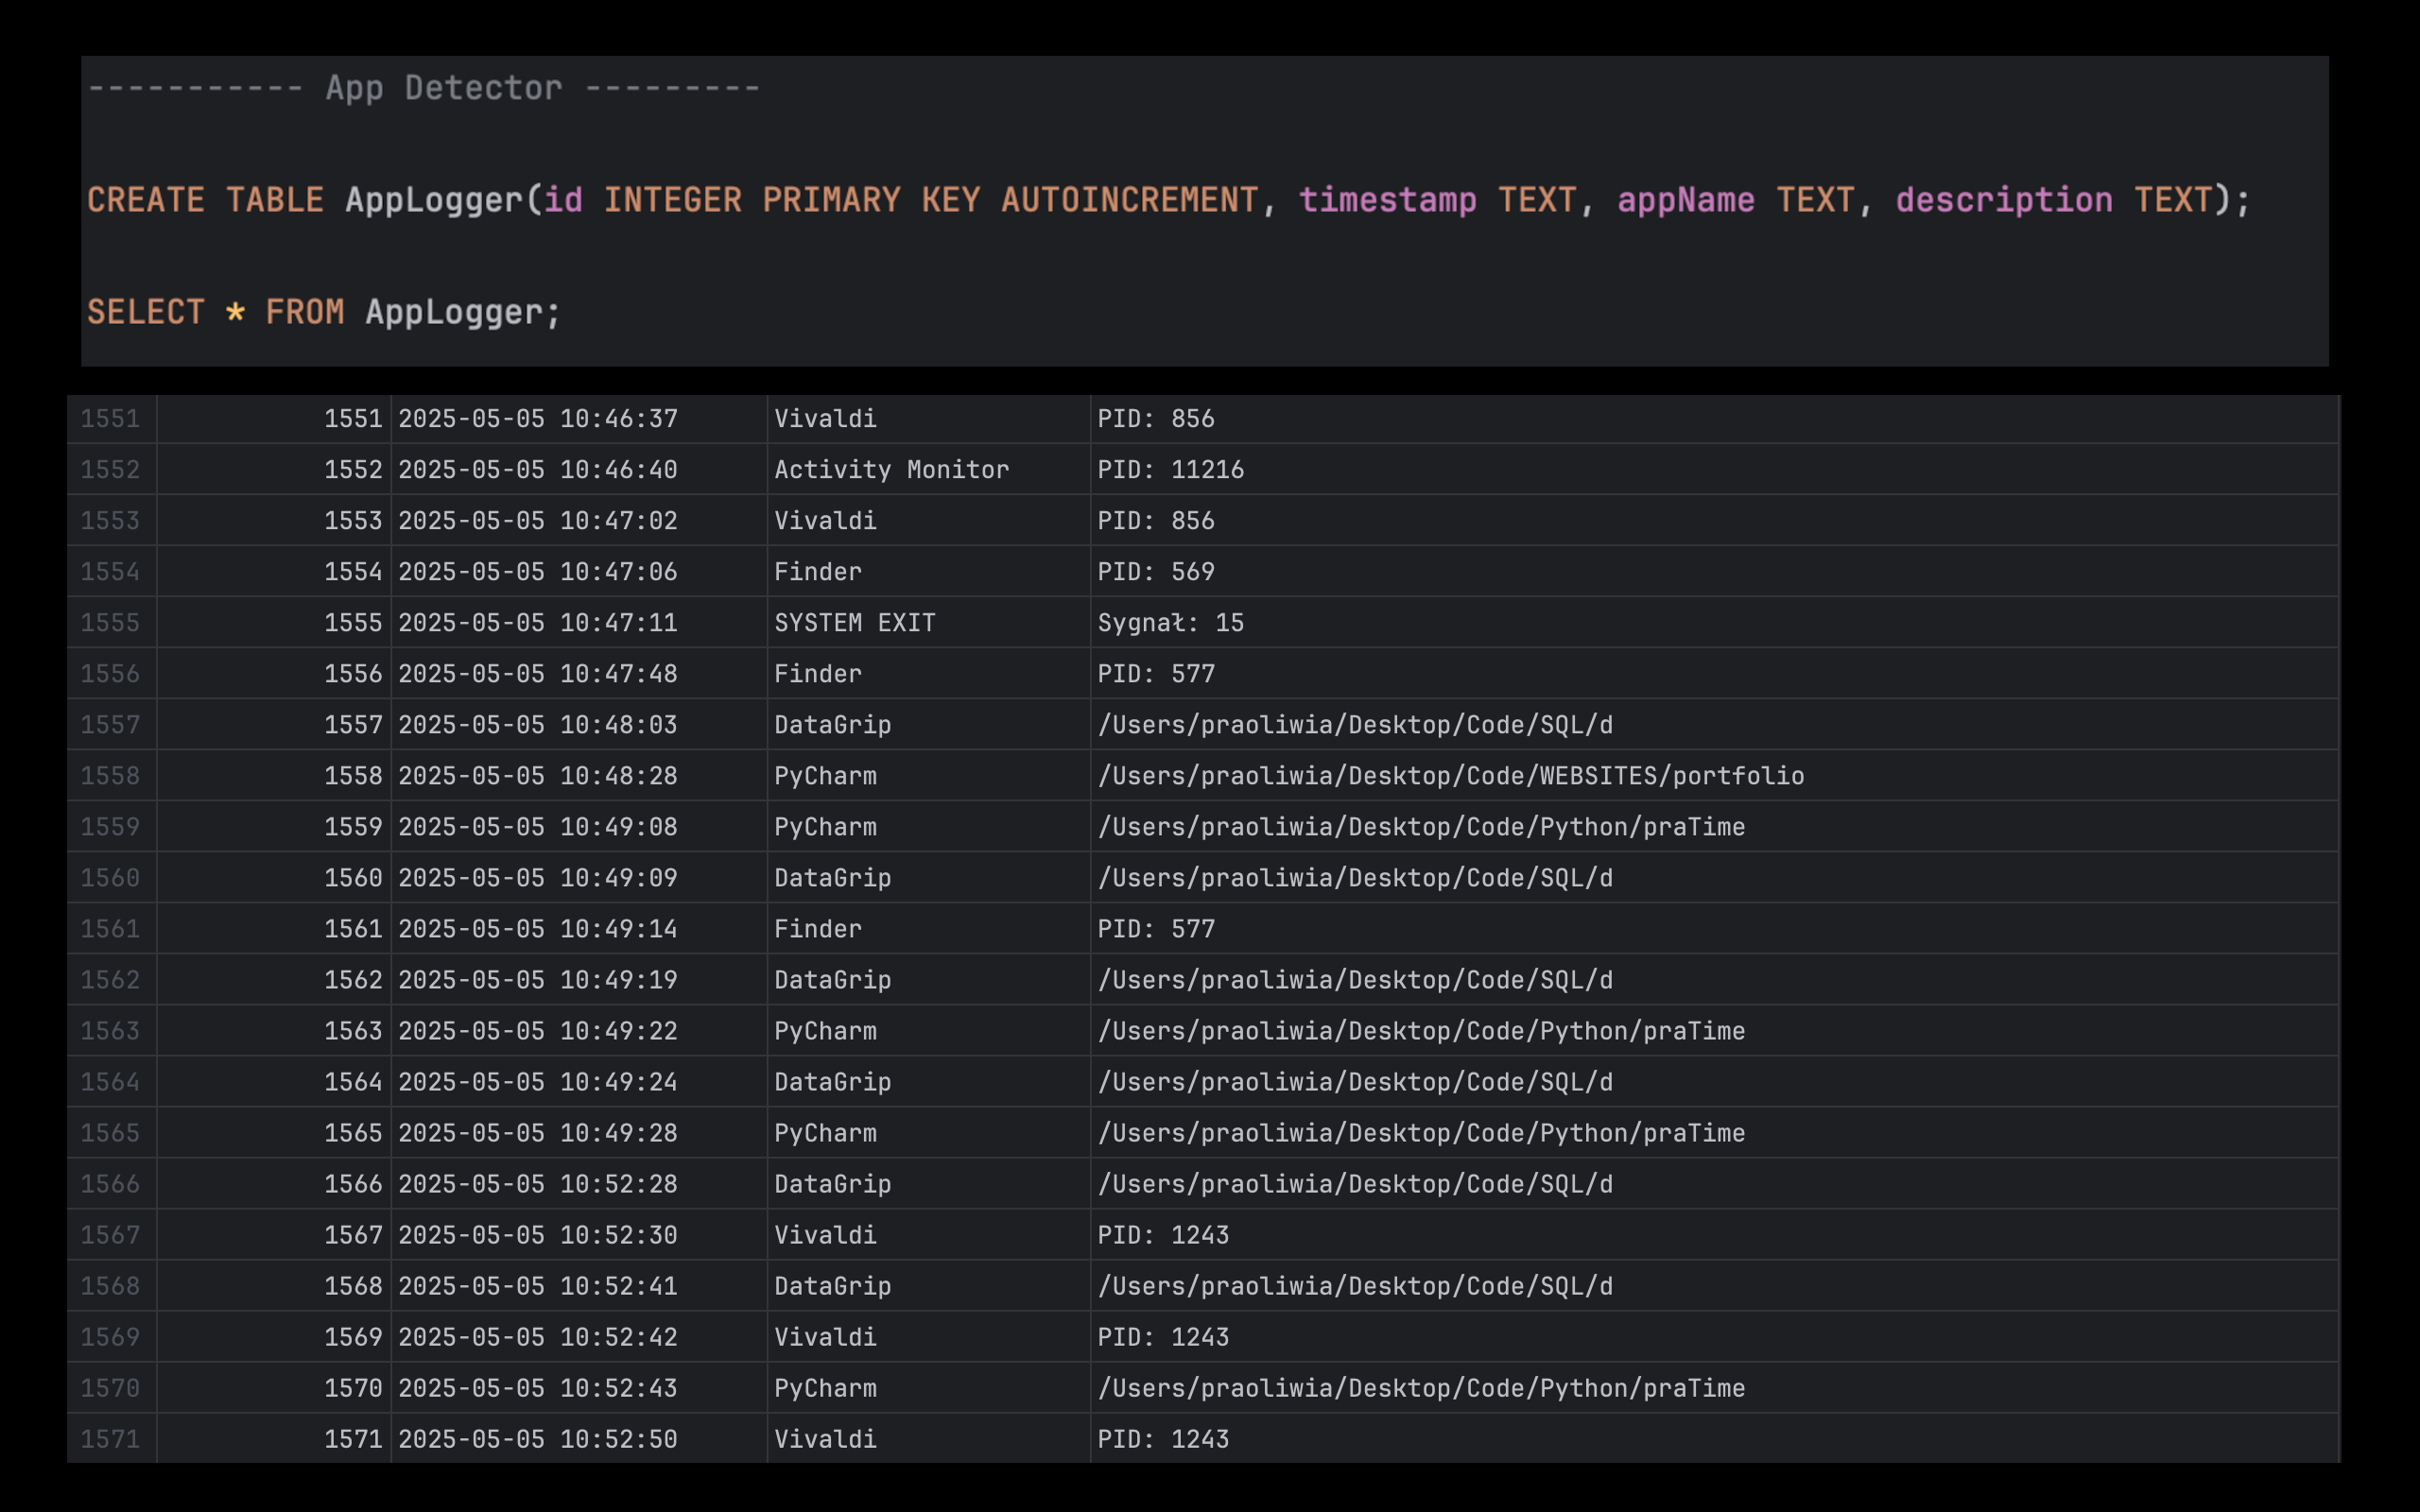 ----------- App Detector ---------
CREATE TABLE AppLogger(id INTEGER PRIMARY KEY AUTOINCREMENT, timestamp TEXT, appName TEXT, description TEXT);
SELECT * FROM AppLogger;
1551 1551 2025-05-05 10:46:37 Vivaldi PID: 856
1552 1552 2025-05-05 10:46:40 Activity Monitor PID: 11216
1553 1553 2025-05-05 10:47:02 Vivaldi PID: 856
1554 1554 2025-05-05 10:47:06 Finder PID: 569
1555 1555 2025-05-05 10:47:11 SYSTEM EXIT Sygnał: 15
1556 1556 2025-05-05 10:47:48 Finder PID: 577
1557 1557 2025-05-05 10:48:03 DataGrip /Users/praoliwia/Desktop/Code/SQL/d
1558 1558 2025-05-05 10:48:28 PyCharm /Users/praoliwia/Desktop/Code/WEBSITES/portfolio
1559 1559 2025-05-05 10:49:08 PyCharm /Users/praoliwia/Desktop/Code/Python/praTime
1560 1560 2025-05-05 10:49:09 DataGrip /Users/praoliwia/Desktop/Code/SQL/d
1561 1561 2025-05-05 10:49:14 Finder PID: 577
1562 1562 2025-05-05 10:49:19 DataGrip /Users/praoliwia/Desktop/Code/SQL/d
1563 1563 2025-05-05 10:49:22 PyCharm /Users/praoliwia/Desktop/Code/Python/praTime
1564 1564 2025-05-05 10:49:24 DataGrip /Users/praoliwia/Desktop/Code/SQL/d
1565 1565 2025-05-05 10:49:28 PyCharm /Users/praoliwia/Desktop/Code/Python/praTime
1566 1566 2025-05-05 10:52:28 DataGrip /Users/praoliwia/Desktop/Code/SQL/d
1567 1567 2025-05-05 10:52:30 Vivaldi PID: 1243
1568 1568 2025-05-05 10:52:41 DataGrip /Users/praoliwia/Desktop/Code/SQL/d
1569 1569 2025-05-05 10:52:42 Vivaldi PID: 1243
1570 1570 2025-05-05 10:52:43 PyCharm /Users/praoliwia/Desktop/Code/Python/praTime
1571 1571 2025-05-05 10:52:50 Vivaldi PID: 1243